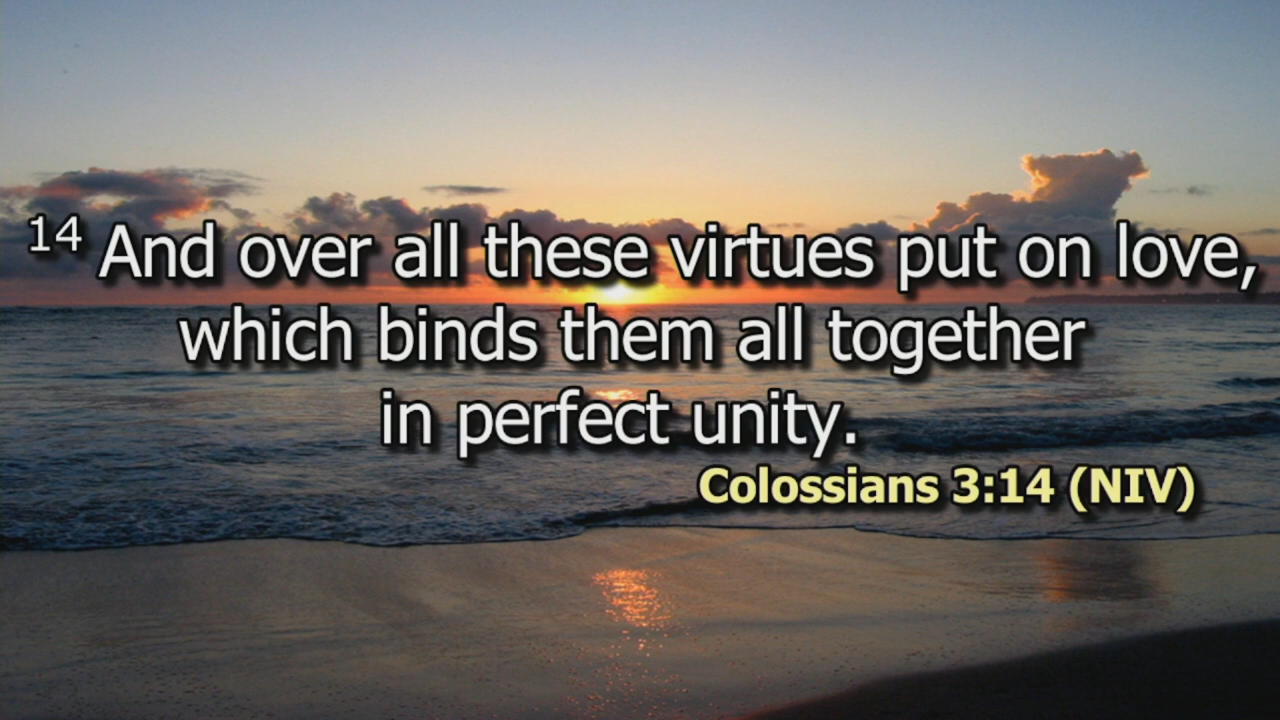 14 And over all these virtues put on love,
which binds them all together
in perfect unity.
Colossians 3:14 (NIV)